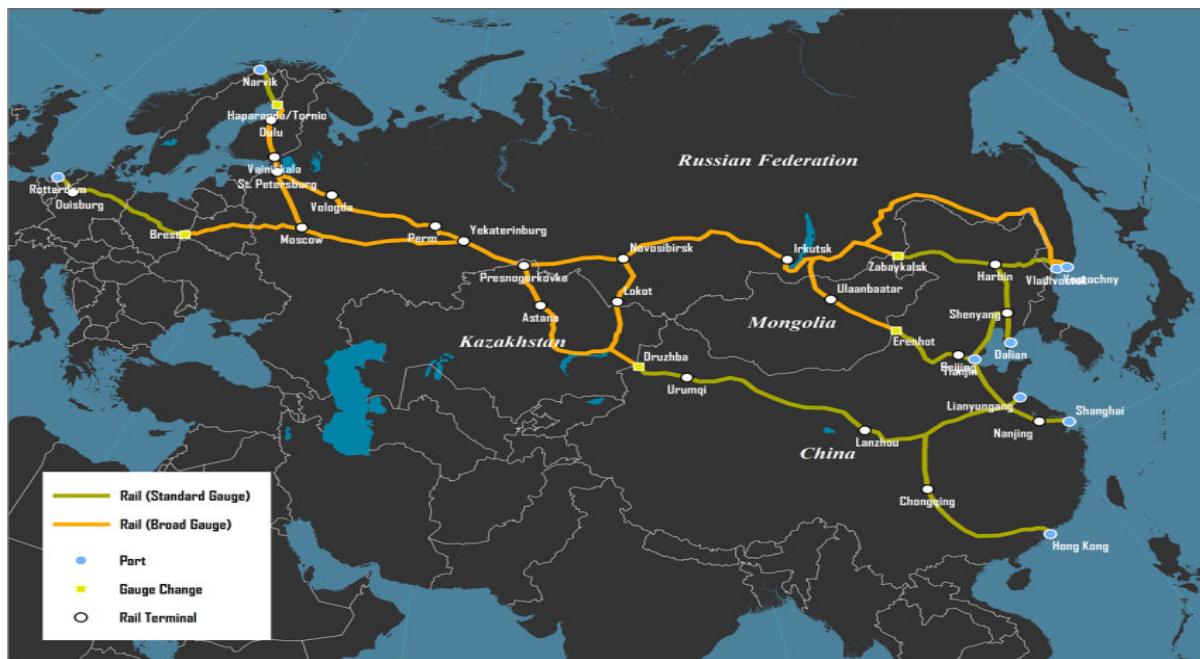 Narvik
Haparanda/Tornio
Oulu
Vainikkala
St. Petersburg
Rotterdam
Duisburg
Vologda
Brest
Moscow
Perm
Yekaterinburg
Presnogorkovka
Novosibirsk
Irkutsk
Russian Federation
Zabaykalsk
Harbin
Vladivostok
Vostochny
Lokot
Ulaanbaatar
Astana
Kazakhstan
Mongolia
Shenyang
Erenhot
Dalian
Beijing
Tianjin
Druzhba
Urumqi
Lianyungang
Shanghai
Nanjing
Lanzhou
China
Chongqing
Hong Kong
Rail (Standard Gauge)
Rail (Broad Gauge)
Port
Gauge Change
Rail Terminal